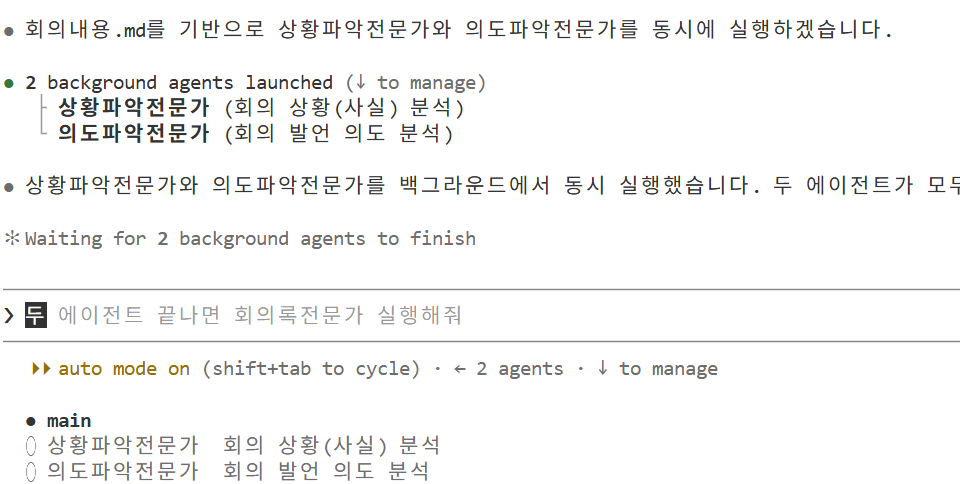 ● 회의내용.md를 기반으로 상황파악전문가와 의도파악전문가를 동시에 실행하겠습니다.
● 2 background agents launched (↓ to manage)
├ 상황파악전문가 (회의 상황(사실) 분석)
└ 의도파악전문가 (회의 발언 의도 분석)
● 상황파악전문가와 의도파악전문가를 백그라운드에서 동시 실행했습니다. 두 에이전트가 모두
✻ Waiting for 2 background agents to finish
❯ 두 에이전트 끝나면 회의록전문가 실행해줘
⏵⏵ auto mode on (shift+tab to cycle) · ← 2 agents · ↓ to manage
● main
◯ 상황파악전문가 회의 상황(사실) 분석
◯ 의도파악전문가 회의 발언 의도 분석